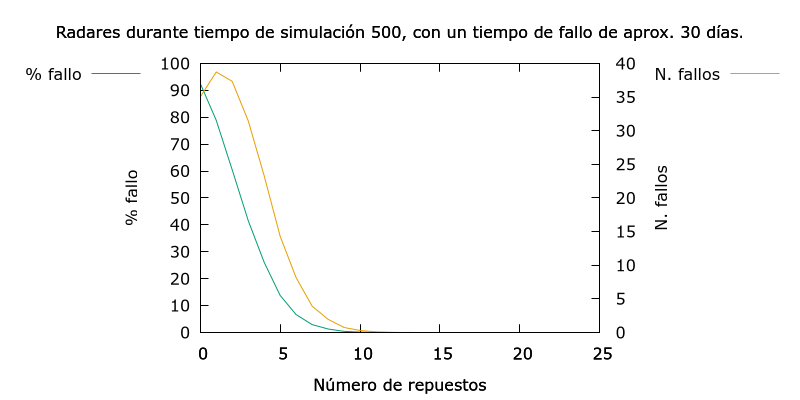 Radares durante tiempo de simulación 500, con un tiempo de fallo de aprox. 30 días.
% fallo
N. fallos
100
90
80
70
60
50
40
30
20
10
0
% fallo
40
35
30
25
20
15
10
5
0
N. fallos
0 5 10 15 20 25
Número de repuestos